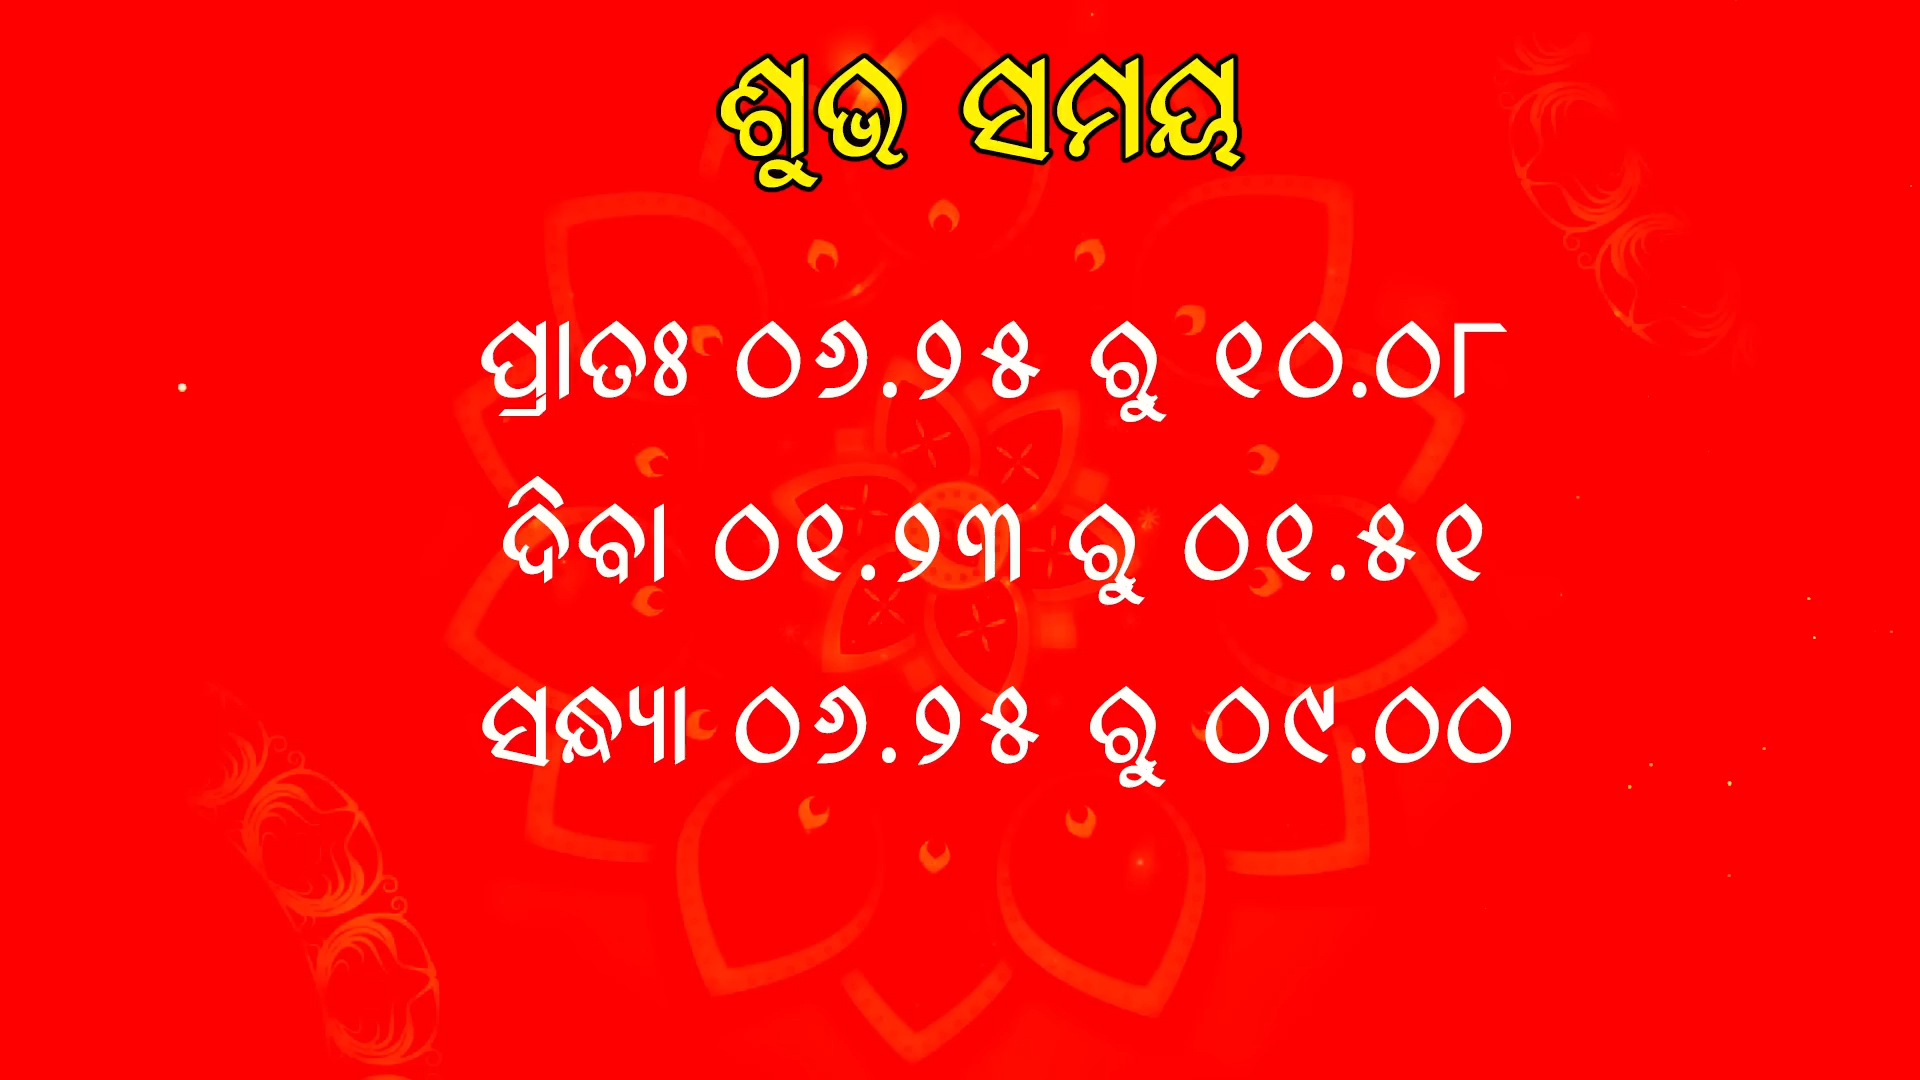 ଶୁଭ ସମୟ
ପ୍ରାତଃ ୦୬.୨୫ ରୁ ୧୦.୦୮
ଦିବା ୦୧.୨୩ ରୁ ୦୧.୫୧
ସନ୍ଧ୍ୟା ୦୬.୨୫ ରୁ ୦୯.୦୦